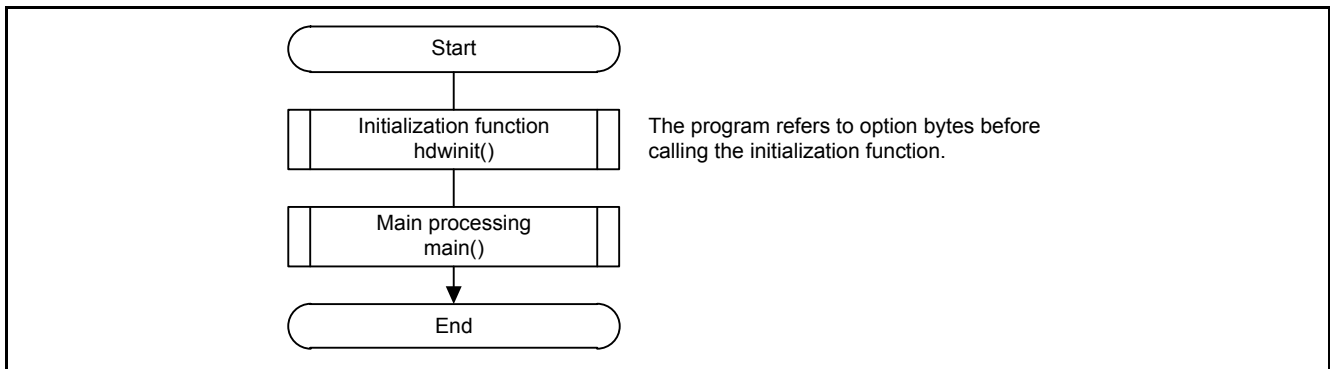 Start
Initialization function
hdwinit()
The program refers to option bytes before
calling the initialization function.
Main processing
main()
End